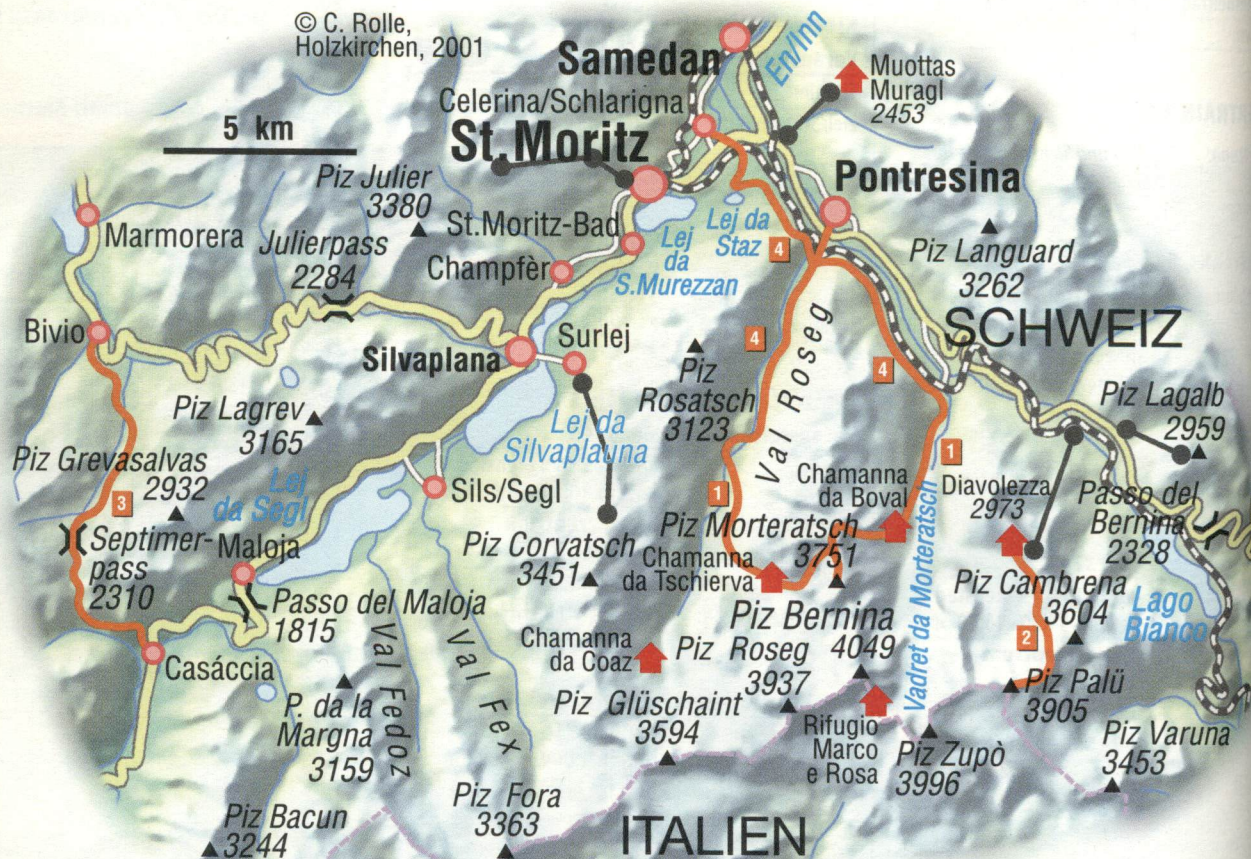 © C. Rolle,
Holzkirchen, 2001
Samedan
En/Inn
Muottas
Muragl
2453
Celerina/Schlarigna
5 km
St.Moritz
Piz Julier
3380
Pontresina
Marmorera
St.Moritz-Bad
Lej da
Staz
Lej
da
S.Murezzan
4
Piz Languard
3262
Julierpass
2284
Champfèr
Bivio
Silvaplana
Surlej
SCHWEIZ
4
Val Roseg
4
Piz
Rosatsch
3123
Piz Lagalb
2959
Piz Lagrev
3165
Lej da
Silvaplauna
Piz Grevasalvas
2932
Lej
da Segl
Sils/Segl
3
1
1
Chamanna
da Boval
Diavolezza
2973
Passo del
Bernina
2328
Septimer-
pass
2310
Maloja
Piz Corvatsch
3451
Piz Morteratsch
3751
Chamanna
da Tschierva
Vadret da Morteratsch
Piz Cambrena
3604
Lago
Bianco
Passo del Maloja
1815
Val Fedoz
Val Fex
Chamanna
da Coaz
Piz Bernina
4049
Piz
Roseg
3937
2
Casáccia
P. da la
Margna
3159
Piz Glüschaint
3594
Rifugio
Marco
e Rosa
Piz Palü
3905
Piz Zupò
3996
Piz Varuna
3453
Piz Bacun
3244
Piz Fora
3363
ITALIEN